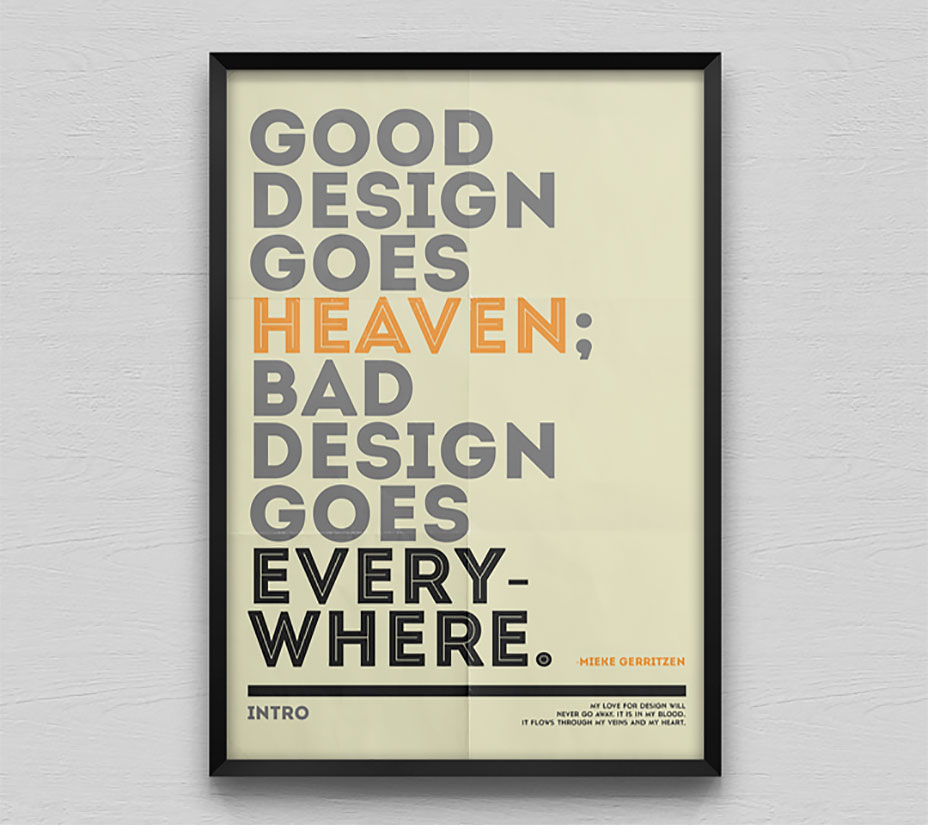 GOOD
DESIGN
GOES
HEAVEN;
BAD
DESIGN
GOES
EVERY-
WHERE.
-MIEKE GERRITZEN
INTRO
MY LOVE FOR DESIGN WILL
NEVER GO AWAY. IT IS IN MY BLOOD.
IT FLOWS THROUGH MY VEINS AND MY HEART.